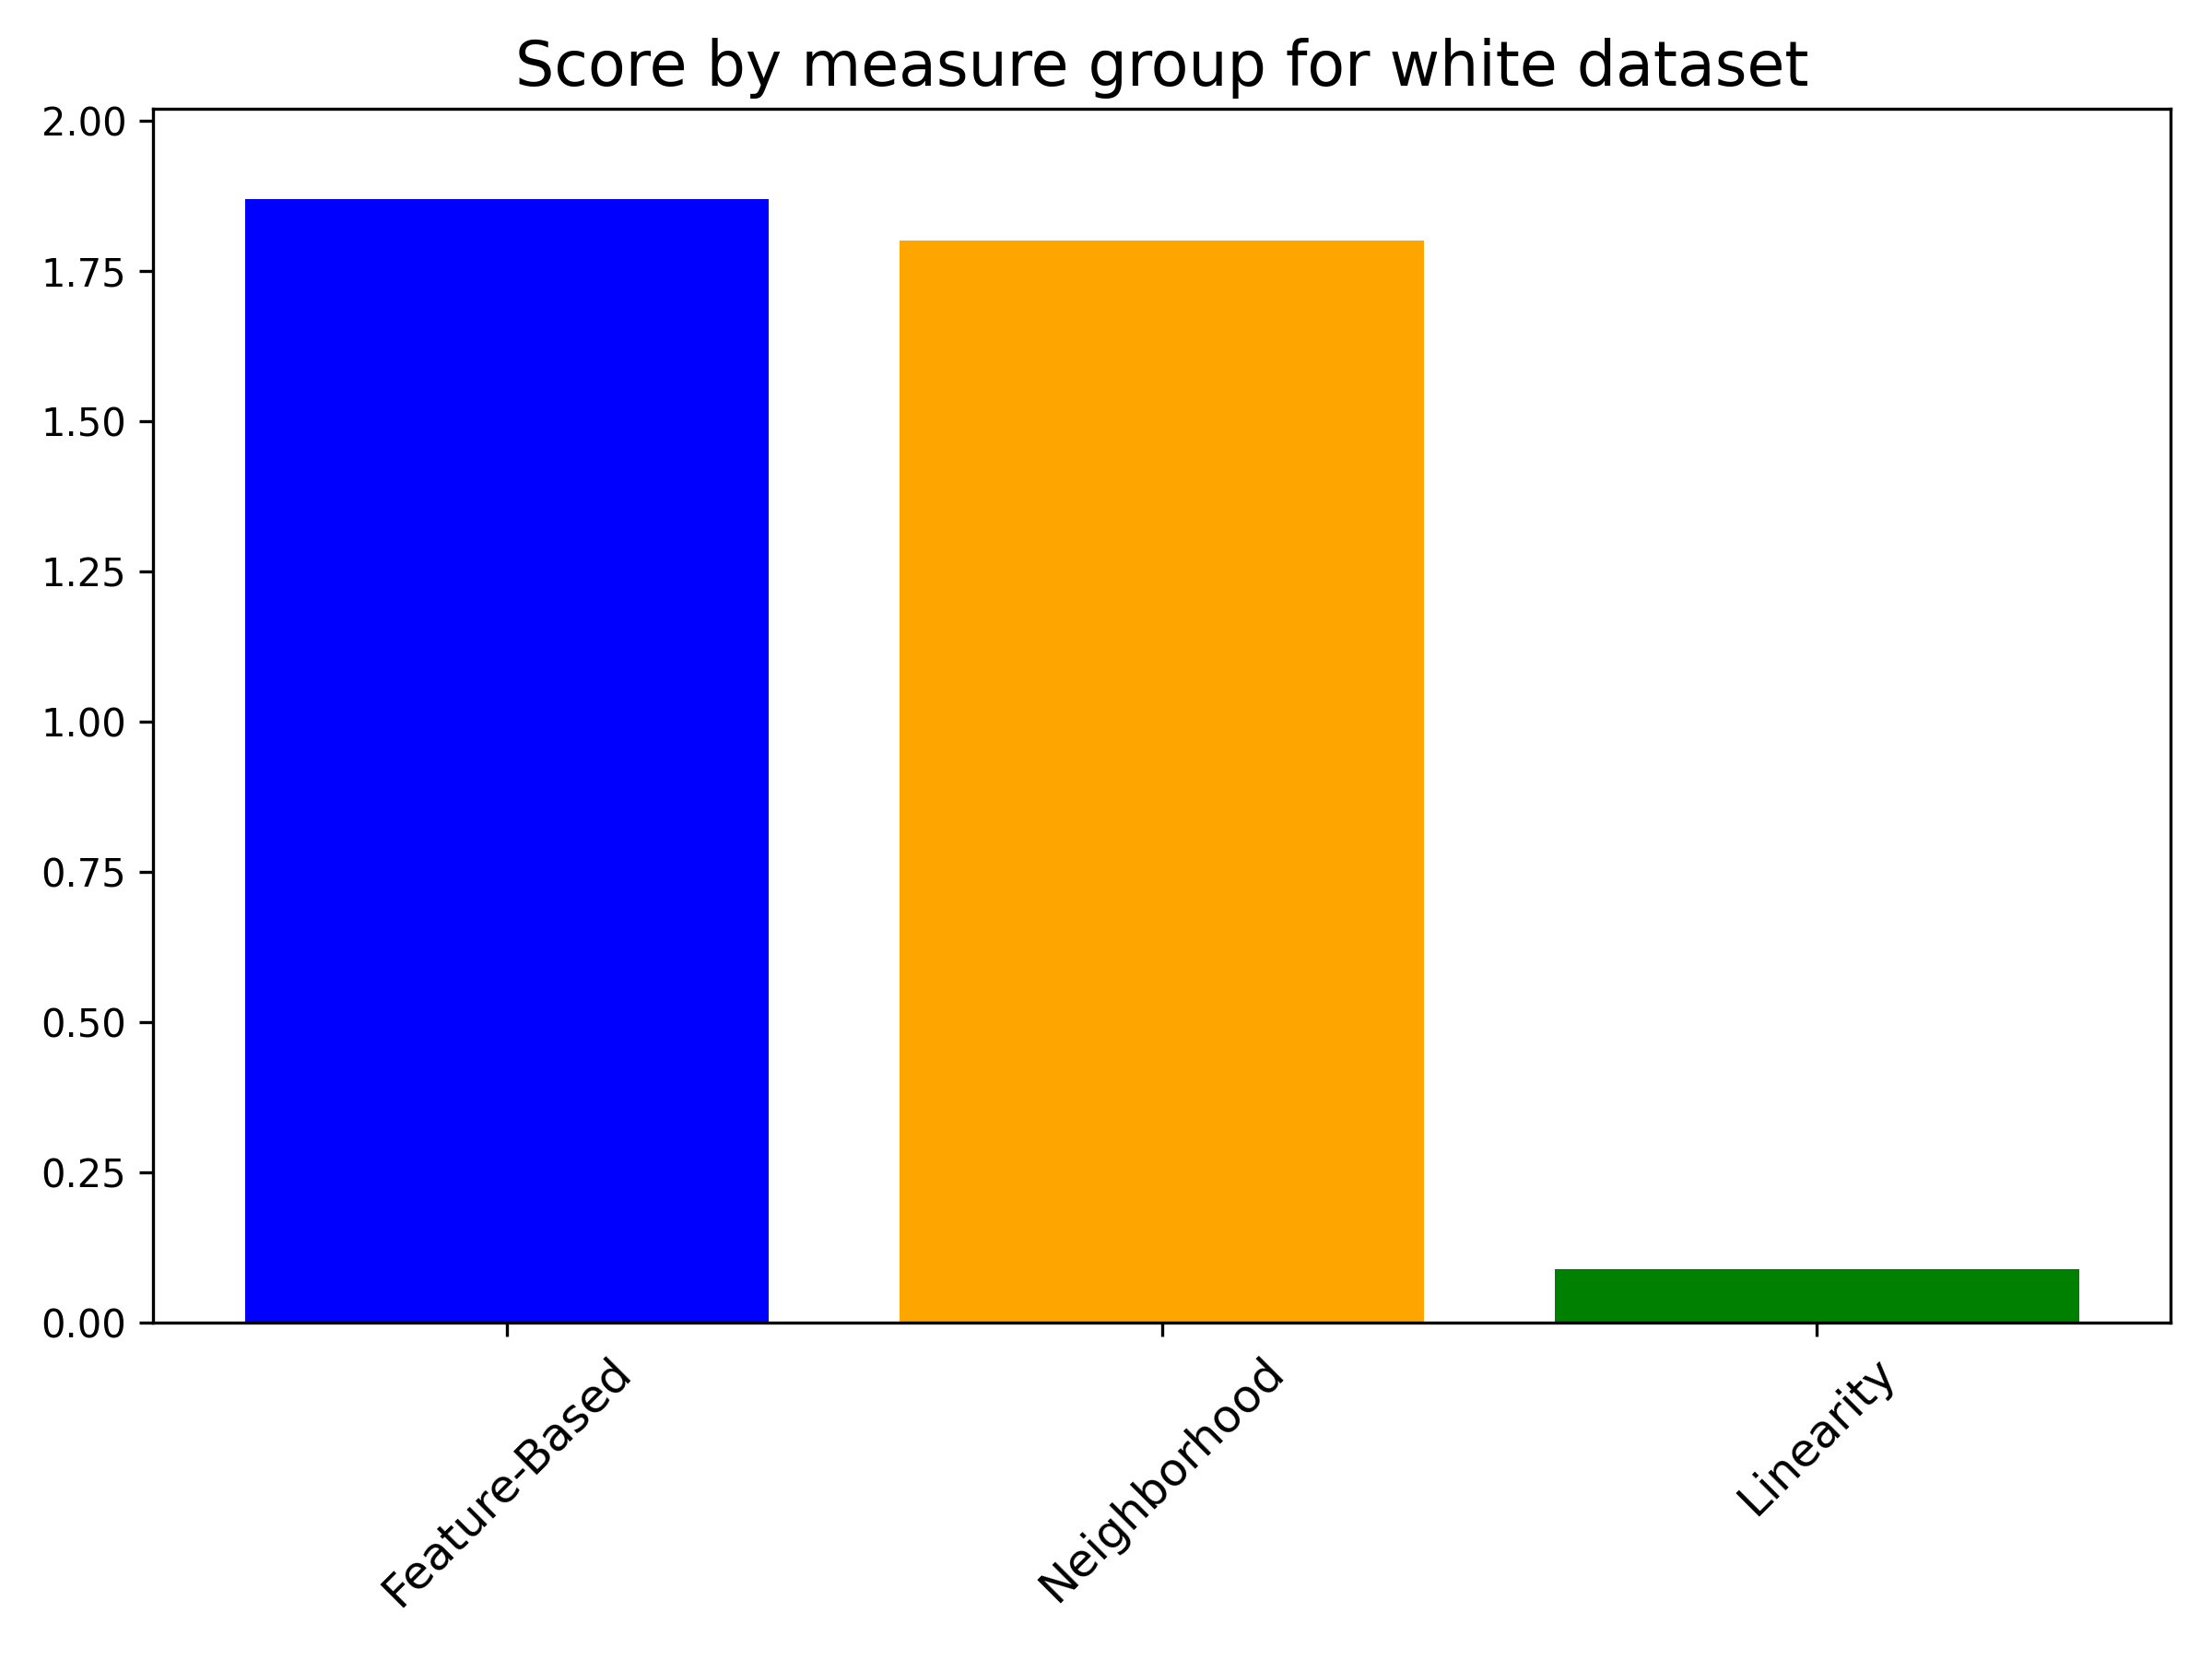 Score by measure group for white dataset
2.00
1.75
1.50
1.25
1.00
0.75
0.50
0.25
0.00
Feature-Based
Neighborhood
Linearity